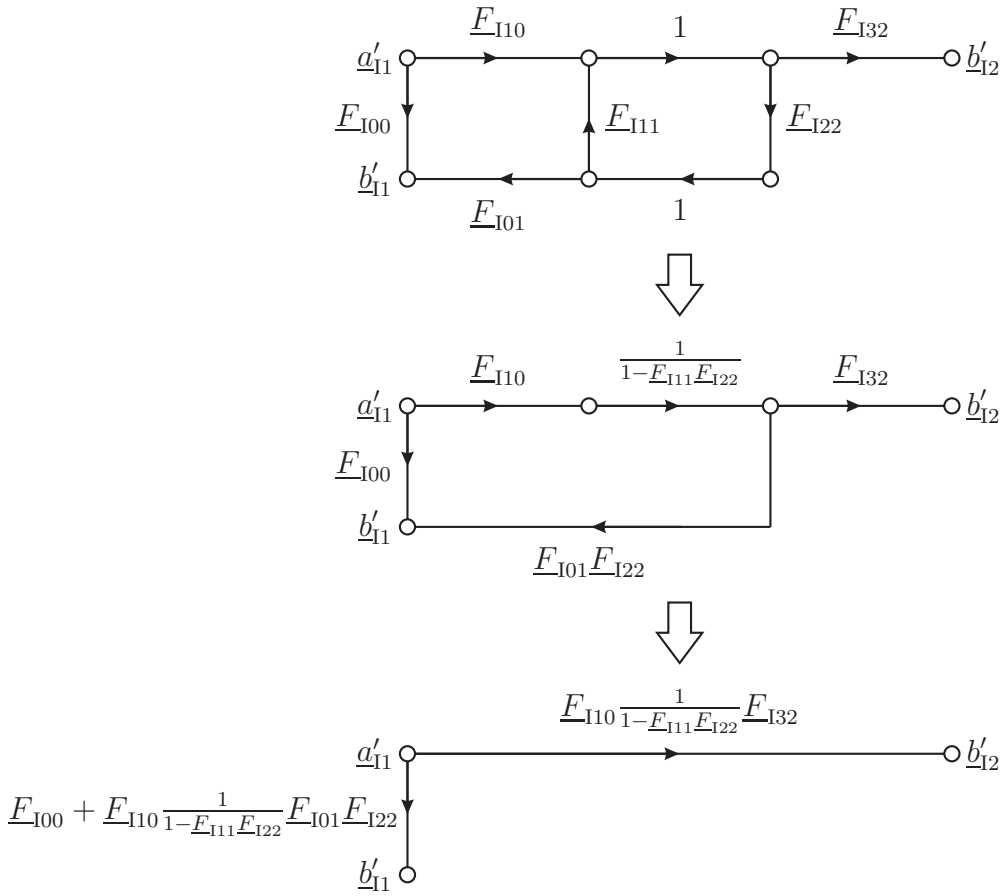 F_I10 1 F_I32
a′_I1 b′_I2
F_I00 F_I11 F_I22
b′_I1
F_I01 1
F_I10 1/(1−F_I11 F_I22) F_I32
a′_I1 b′_I2
F_I00
b′_I1
F_I01 F_I22
F_I10 1/(1−F_I11 F_I22) F_I32
a′_I1 b′_I2
F_I00 + F_I10 1/(1−F_I11 F_I22) F_I01 F_I22
b′_I1